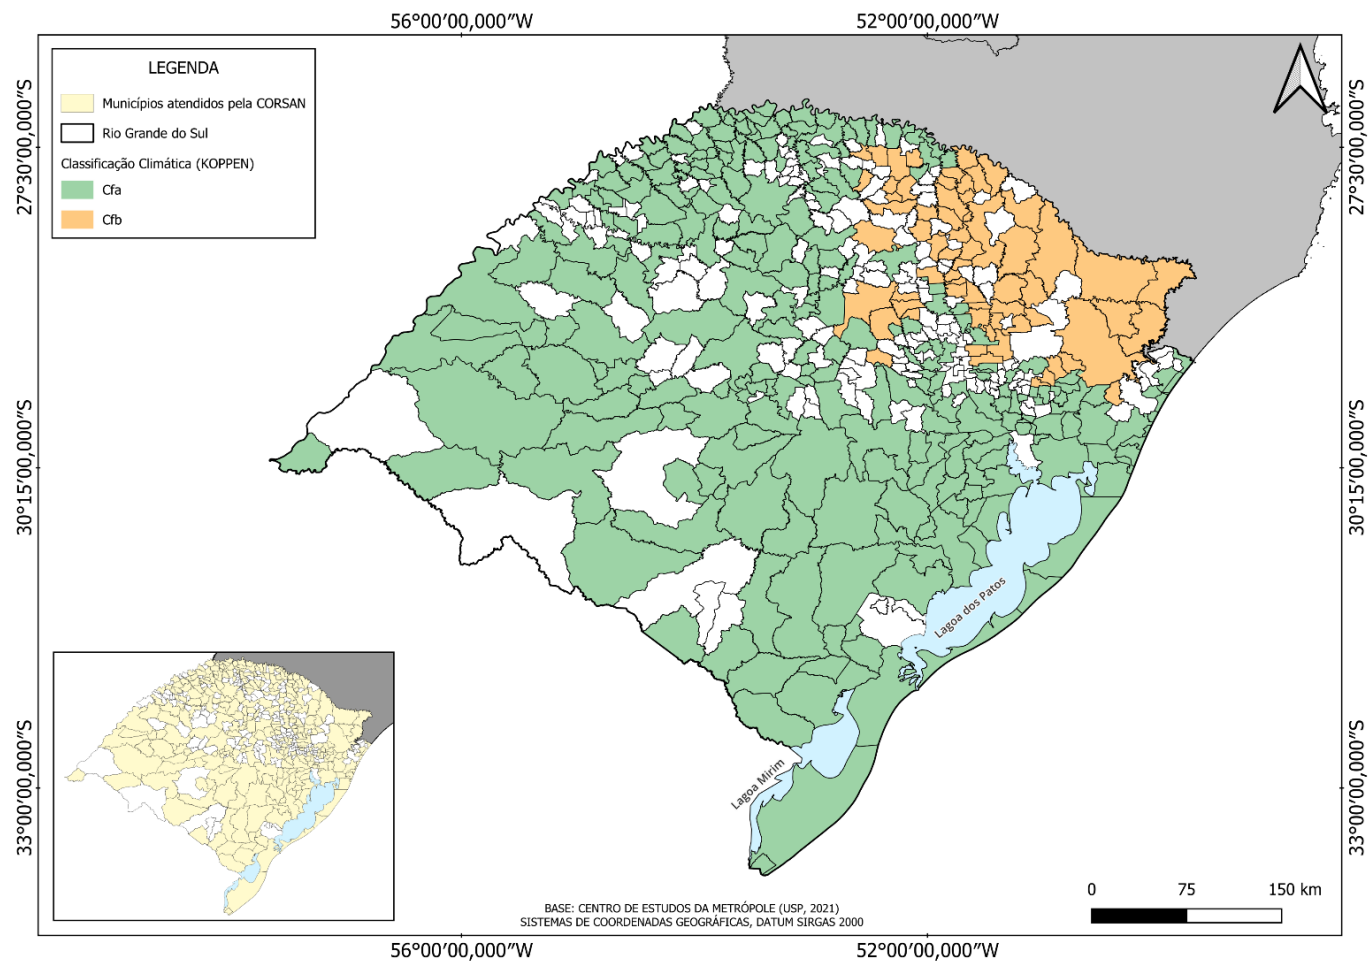 56°00′00,000″W
52°00′00,000″W
LEGENDA
Municípios atendidos pela CORSAN
Rio Grande do Sul
Classificação Climática (KOPPEN)
Cfa
Cfb
27°30′00,000″S
27°30′00,000″S
30°15′00,000″S
30°15′00,000″S
Lagoa dos Patos
Lagoa Mirim
33°00′00,000″S
33°00′00,000″S
0 75 150 km
BASE: CENTRO DE ESTUDOS DA METRÓPOLE (USP, 2021)
SISTEMAS DE COORDENADAS GEOGRÁFICAS, DATUM SIRGAS 2000
56°00′00,000″W
52°00′00,000″W